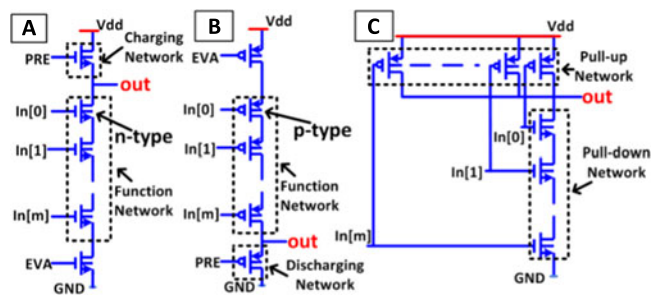 A
Vdd
Charging
Network
PRE
out
In[0]
n-type
In[1]
Function
Network
In[m]
EVA
GND
B
Vdd
EVA
In[0]
p-type
In[1]
Function
Network
In[m]
out
PRE
Discharging
Network
GND
C
Vdd
Pull-up
Network
out
In[0]
Pull-down
Network
In[1]
In[m]
GND